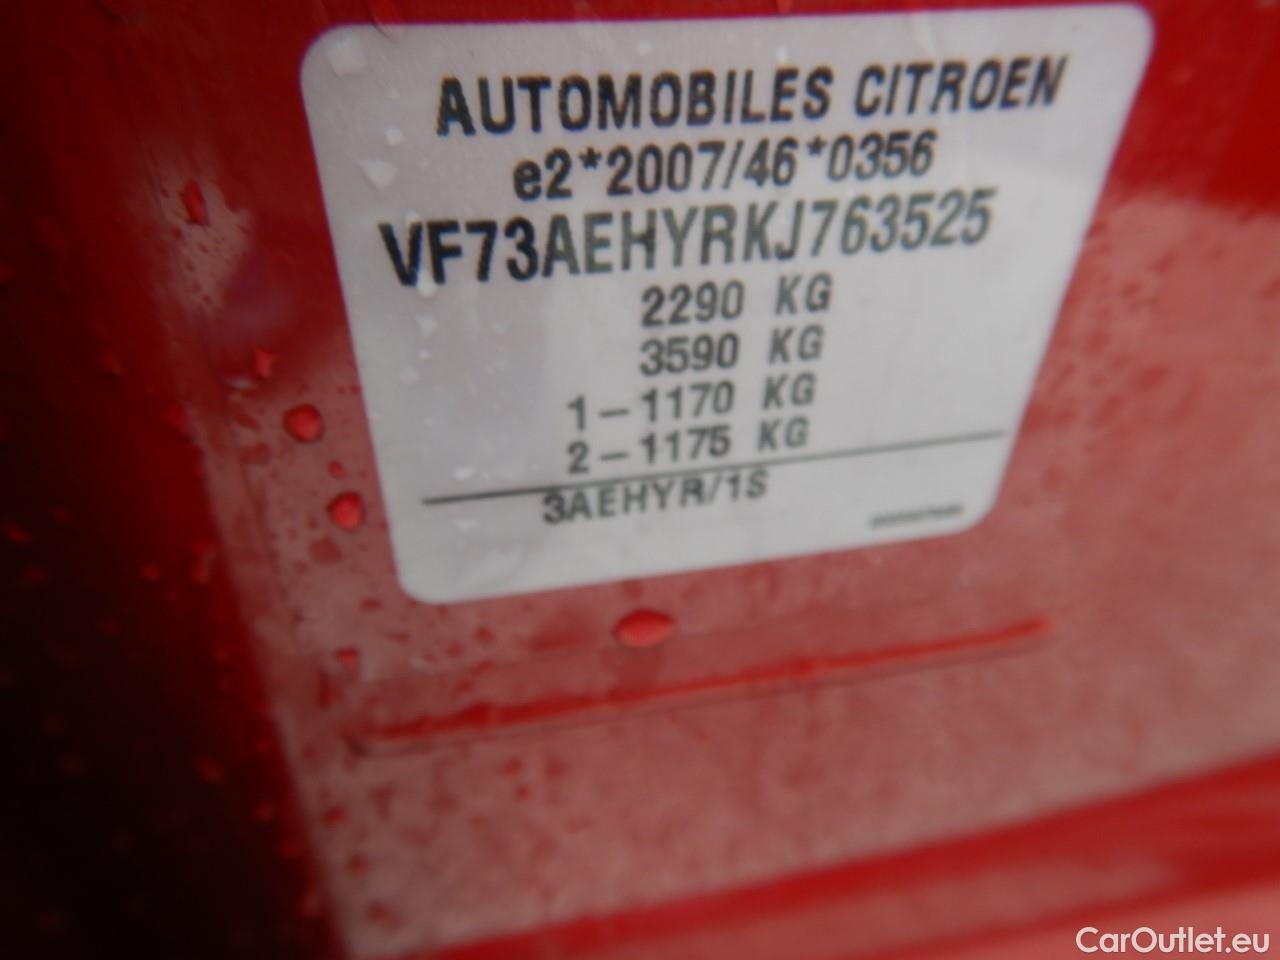 AUTOMOBILES CITROEN
e2*2007/46*0356
VF73AEHYRKJ763525
2290 KG
3590 KG
1-1170 KG
2-1175 KG
3AEHYR/1S
CarOutlet.eu